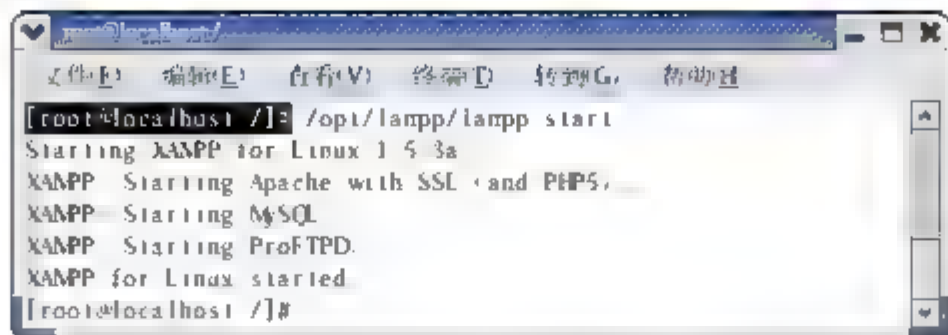 root@localhost:/
文件(F) 编辑(E) 查看(V) 终端(T) 转到(G) 帮助(H)
[root@localhost /]# /opt/lampp/lampp start
Starting XAMPP for Linux 1.5.3a...
XAMPP: Starting Apache with SSL (and PHP5)...
XAMPP: Starting MySQL...
XAMPP: Starting ProFTPD...
XAMPP for Linux started.
[root@localhost /]#